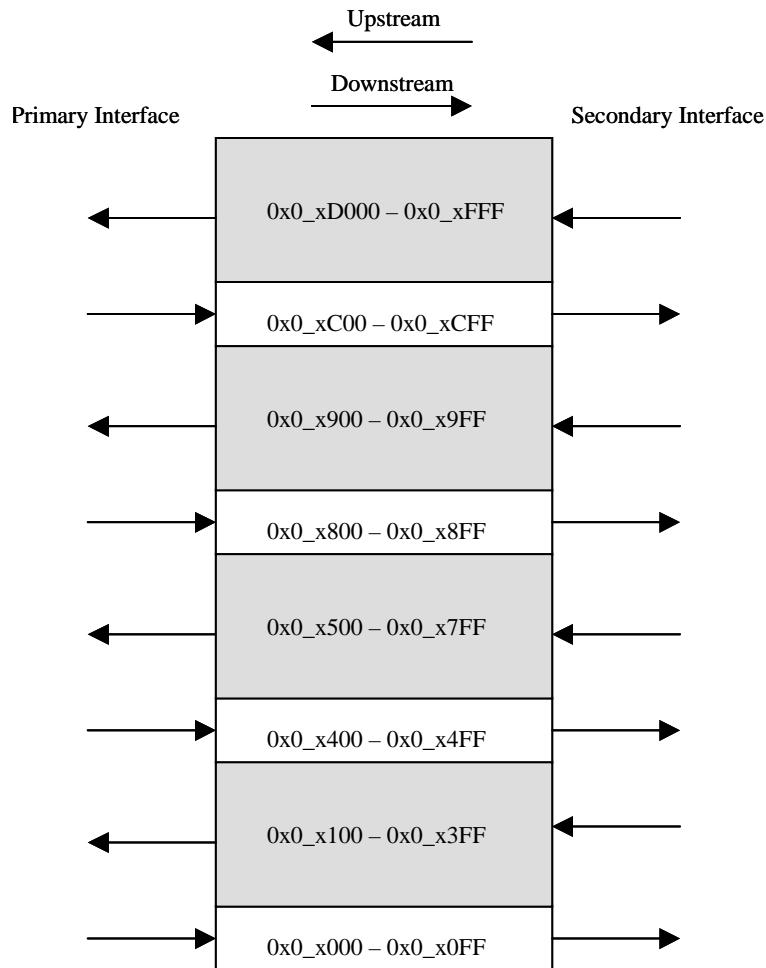 Upstream
Downstream
Primary Interface
Secondary Interface
0x0_xD000 – 0x0_xFFF
0x0_xC00 – 0x0_xCFF
0x0_x900 – 0x0_x9FF
0x0_x800 – 0x0_x8FF
0x0_x500 – 0x0_x7FF
0x0_x400 – 0x0_x4FF
0x0_x100 – 0x0_x3FF
0x0_x000 – 0x0_x0FF